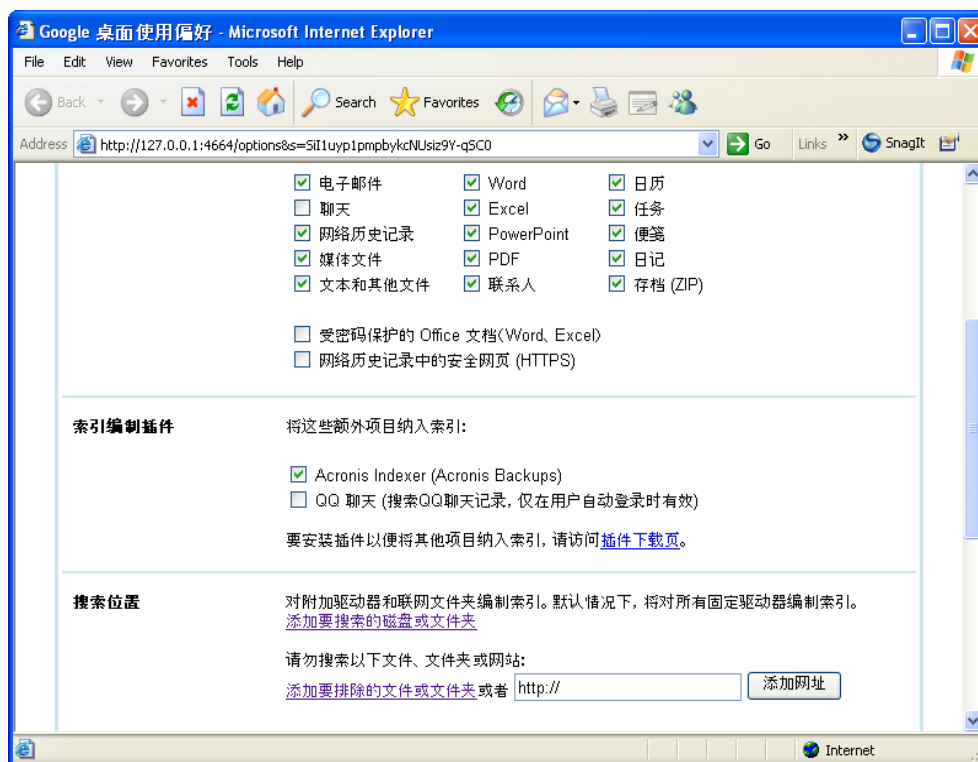 Google 桌面使用偏好 - Microsoft Internet Explorer
File Edit View Favorites Tools Help
Back Search Favorites
Address http://127.0.0.1:4664/options&s=5iI1uyp1pmpbykcNUsiz9Y-qSC0 Go Links » SnagIt
电子邮件 Word 日历
聊天 Excel 任务
网络历史记录 PowerPoint 便笺
媒体文件 PDF 日记
文本和其他文件 联系人 存档 (ZIP)
受密码保护的 Office 文档(Word、Excel)
网络历史记录中的安全网页 (HTTPS)
索引编制插件 将这些额外项目纳入索引:
Acronis Indexer (Acronis Backups)
QQ 聊天 (搜索QQ聊天记录, 仅在用户自动登录时有效)
要安装插件以便将其他项目纳入索引, 请访问插件下载页。
搜索位置 对附加驱动器和联网文件夹编制索引。默认情况下, 将对所有固定驱动器编制索引。
添加要搜索的磁盘或文件夹
请勿搜索以下文件、文件夹或网站:
添加要排除的文件或文件夹或者 http:// 添加网址
Internet